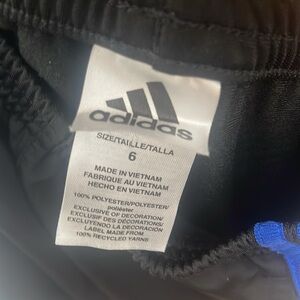 adidas
SIZE/TAILLE/TALLA
6
MADE IN VIETNAM
FABRIQUE AU VIETNAM
HECHO EN VIETNAM
100% POLYESTER/POLYESTER/
poliéster
EXCLUSIVE OF DECORATION/
EXCLUSIF DES DÉCORATIONS/
EXCLUYENDO LA DECORACIÓN
LABEL MADE FROM
100% RECYCLED YARNS